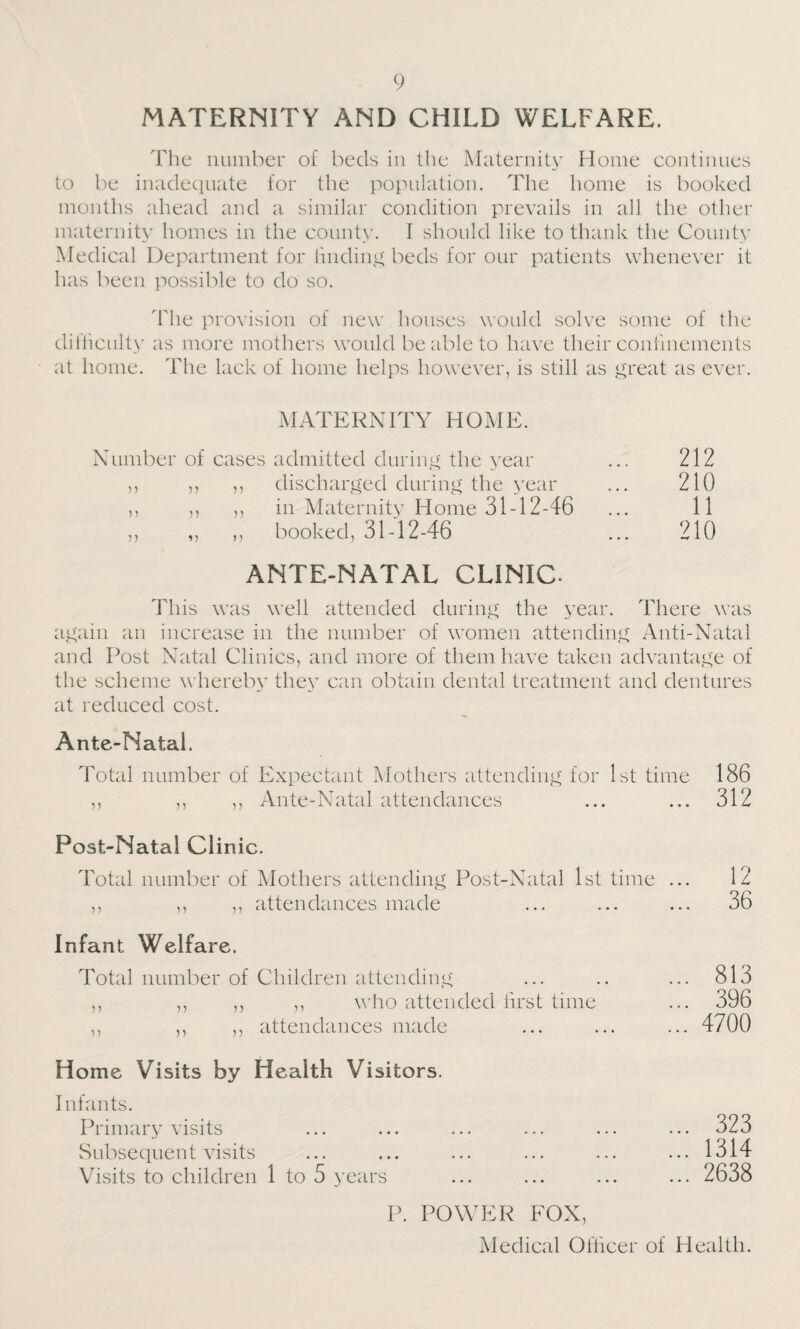 9
MATERNITY AND CHILD WELFARE.
The number of beds in the Maternity Home continues
to be inadequate for the population. The home is booked
months ahead and a similar condition prevails in all the other
maternity homes in the county. I should like to thank the County
Medical Department for finding beds for our patients whenever it
has been possible to do so.
The provision of new houses would solve some of the
difficulty as more mothers would be able to have their confinements
at home. The lack of home helps however, is still as great as ever.
MATERNITY HOME.
Number of cases admitted during the year ... 212
,, ,, ,, discharged during the year ... 210
,, ,, ,, in Maternity Home 31-12-46 ... 11
,, ,, ,, booked, 31-12-46 ... 210
ANTE-NATAL CLINIC.
This was well attended during the year. There was
again an increase in the number of women attending Anti-Natal
and Post Natal Clinics, and more of them have taken advantage of
the scheme whereby they can obtain dental treatment and dentures
at reduced cost.
Ante-Natal.
Total number of Expectant Mothers attending for 1st time 186
,, ,, ,, Ante-Natal attendances ... ... 312
Post-Natal Clinic.
Total number of Mothers attending Post-Natal 1st time ... 12
,, ,, ,, attendances made ... ... ... 36
Infant Welfare.
Total number of Children attending ... .. ... 813
,, ,, ,, ,, who attended first time ... 396
,, ,, ,, attendances made ... ... ... 4700
Home Visits by Health Visitors.
Infants.
Primary visits ... ... ... ... ... ... 323
Subsequent visits ... ... ... ... ... ... 1314
Visits to children 1 to 5 years ... ... ... ... 2638
P. POWER FOX,
Medical Officer of Health.